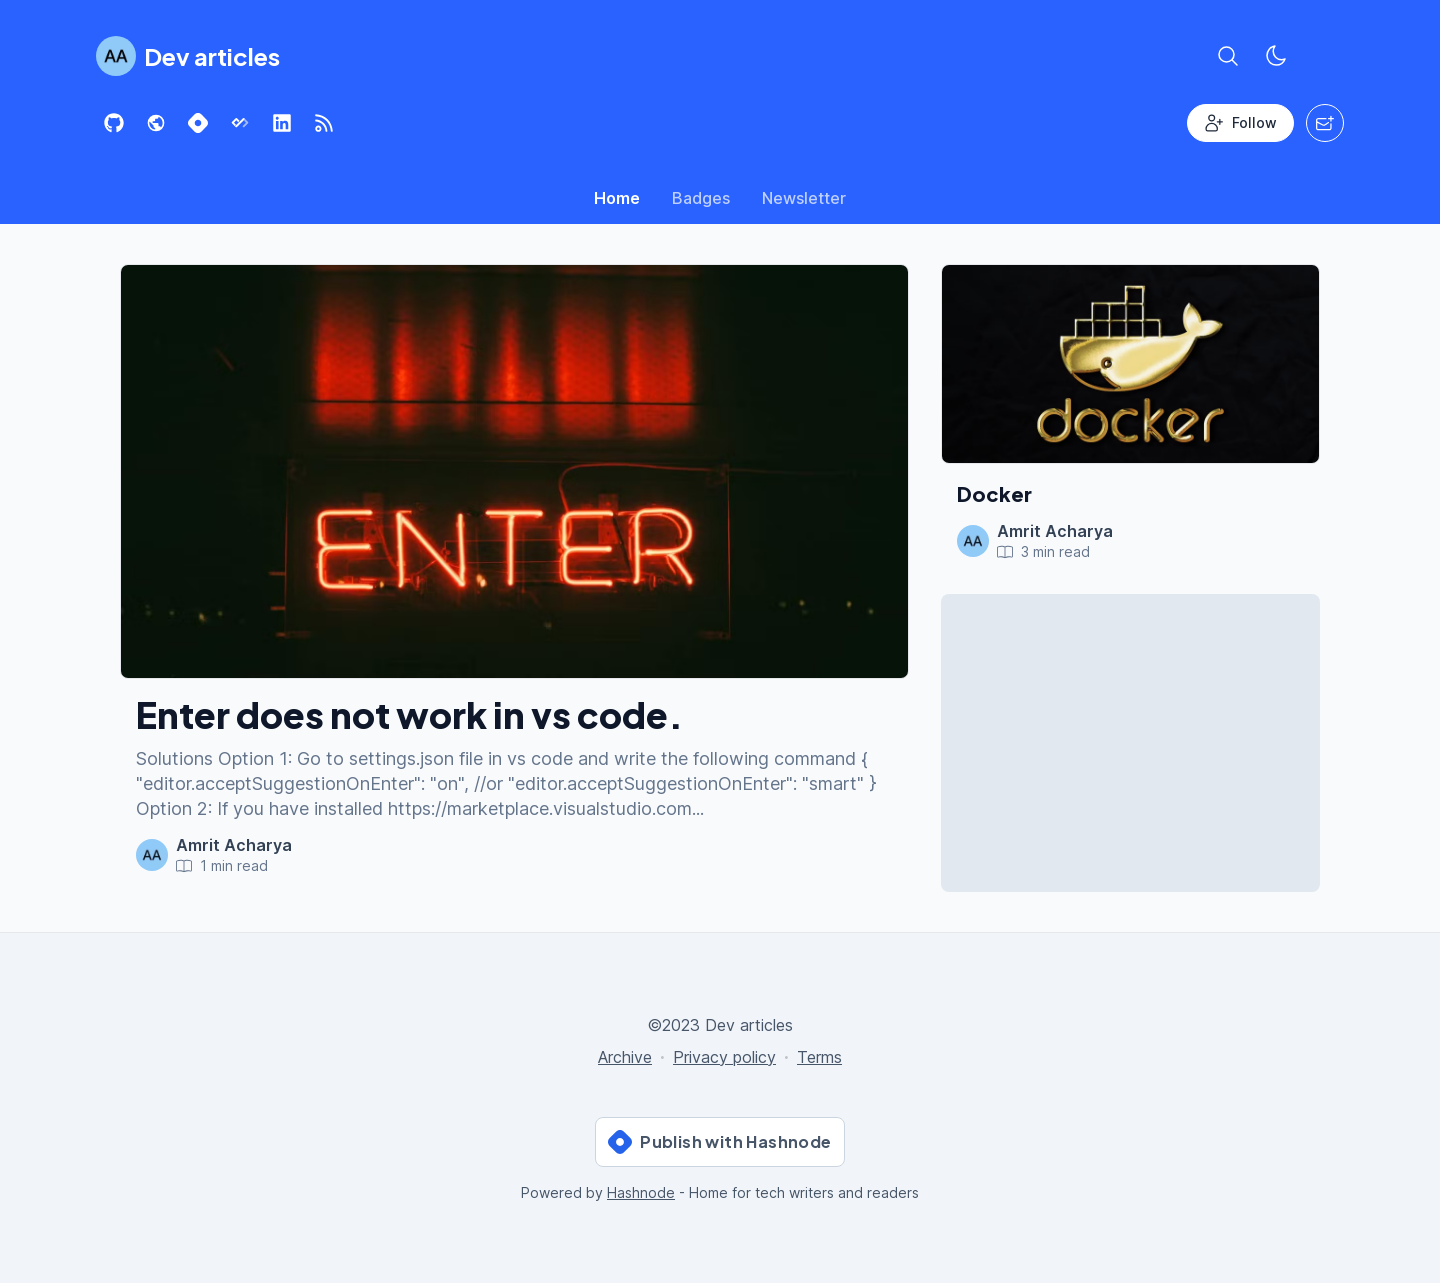 AA Dev articles
Follow
Home Badges Newsletter
ENTER
docker
Enter does not work in vs code.
Solutions Option 1: Go to settings.json file in vs code and write the following command {
"editor.acceptSuggestionOnEnter": "on", //or "editor.acceptSuggestionOnEnter": "smart" }
Option 2: If you have installed https://marketplace.visualstudio.com...
AA Amrit Acharya
1 min read
Docker
AA Amrit Acharya
3 min read
©2023 Dev articles
Archive · Privacy policy · Terms
Publish with Hashnode
Powered by Hashnode - Home for tech writers and readers